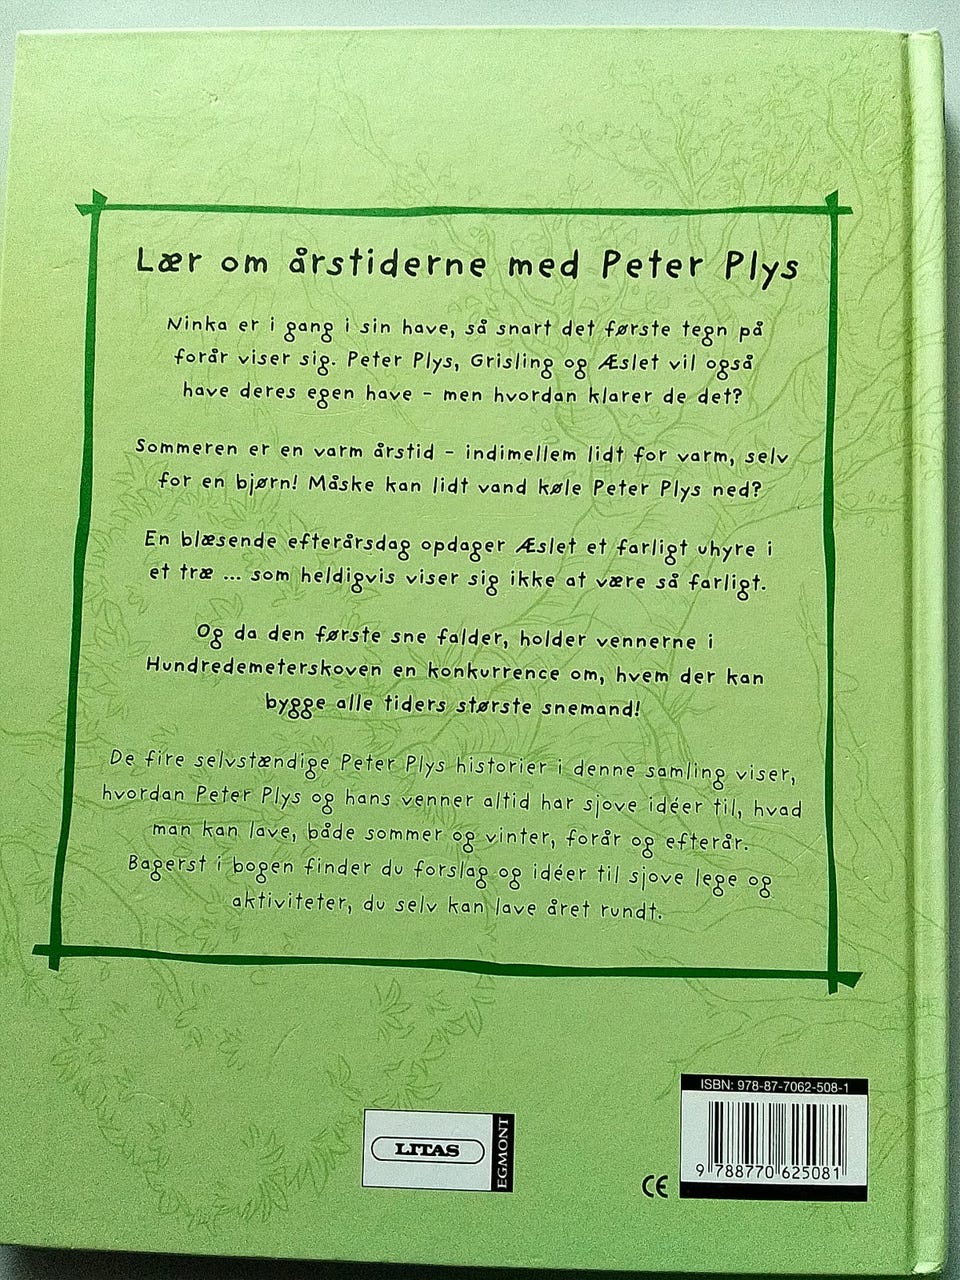 Lær om årstiderne med Peter Plys
Ninka er i gang i sin have, så snart det første tegn på
forår viser sig. Peter Plys, Grisling og Æslet vil også
have deres egen have - men hvordan klarer de det?
Sommeren er en varm årstid - indimellem lidt for varm, selv
for en bjørn! Måske kan lidt vand køle Peter Plys ned?
En blæsende efterårsdag opdager Æslet et farligt uhyre i
et træ ... som heldigvis viser sig ikke at være så farligt.
Og da den første sne falder, holder vennerne i
Hundredemeterskoven en konkurrence om, hvem der kan
bygge alle tiders største snemand!
De fire selvstændige Peter Plys historier i denne samling viser,
hvordan Peter Plys og hans venner altid har sjove idéer til, hvad
man kan lave, både sommer og vinter, forår og efterår.
Bagerst i bogen finder du forslag og idéer til sjove lege og
aktiviteter, du selv kan lave året rundt.
LITAS
EGMONT
CE
ISBN: 978-87-7062-508-1
9 788770 625081